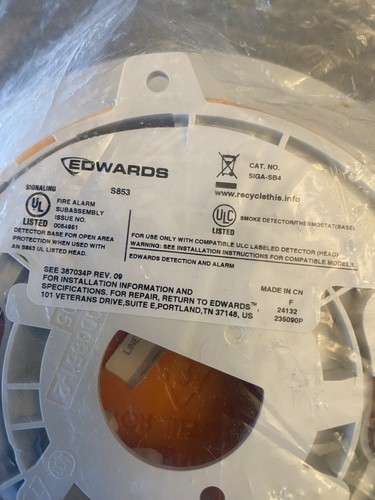 EDWARDS
S853
CAT. NO.
SIGA-SB4
www.recyclethis.info
SIGNALING
UL
LISTED
FIRE ALARM
SUBASSEMBLY
ISSUE NO.
0064961
DETECTOR BASE FOR OPEN AREA
PROTECTION WHEN USED WITH
AN S853 UL LISTED HEAD.
ULC
LISTED
SMOKE DETECTOR/THERMOSTAT(BASE)
FOR USE ONLY WITH COMPATIBLE ULC LABELED DETECTOR (HEAD)
WARNING: SEE INSTALLATION INSTRUCTIONS FOR COMPATIBLE MODEL/L
EDWARDS DETECTION AND ALARM
SEE 387034P REV. 09
FOR INSTALLATION INFORMATION AND
SPECIFICATIONS. FOR REPAIR, RETURN TO EDWARDS™,
101 VETERANS DRIVE,SUITE E,PORTLAND,TN 37148, US
MADE IN CN
F
24132
235090P
LINE